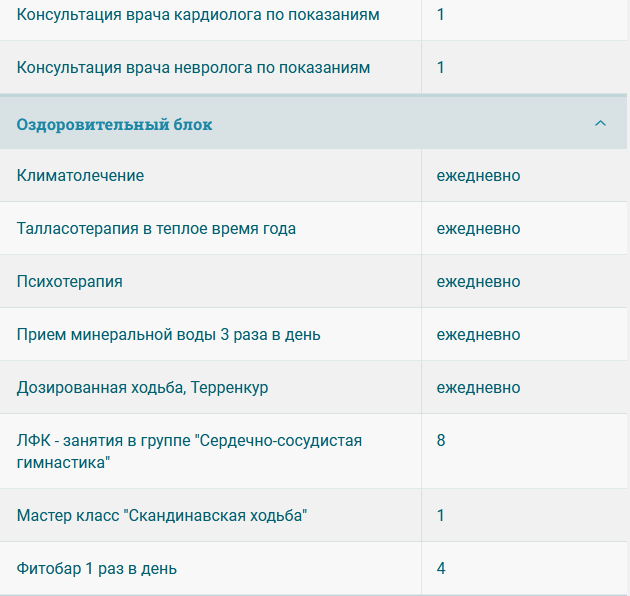 Консультация врача кардиолога по показаниям 1
Консультация врача невролога по показаниям 1
Оздоровительный блок
Климатолечение ежедневно
Талласотерапия в теплое время года ежедневно
Психотерапия ежедневно
Прием минеральной воды 3 раза в день ежедневно
Дозированная ходьба, Терренкур ежедневно
ЛФК - занятия в группе "Сердечно-сосудистая 8
гимнастика"
Мастер класс "Скандинавская ходьба" 1
Фитобар 1 раз в день 4